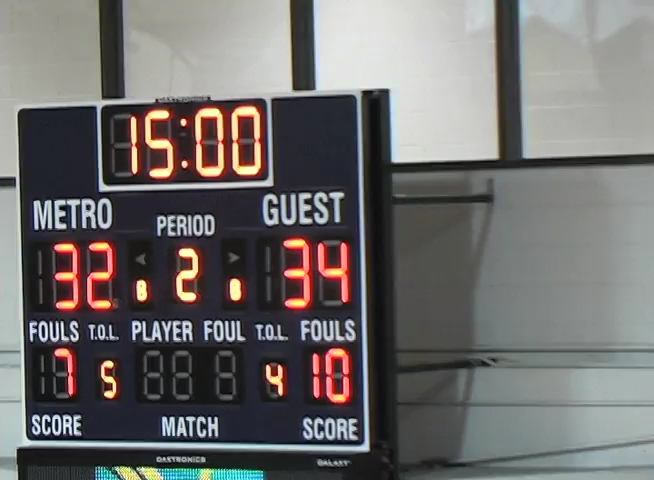 DAKTRONICS
15:00
METRO PERIOD GUEST
32 B 2 B 34
FOULS T.O.L. PLAYER FOUL T.O.L. FOULS
7 5 4 10
SCORE MATCH SCORE
DAKTRONICS GALAXY